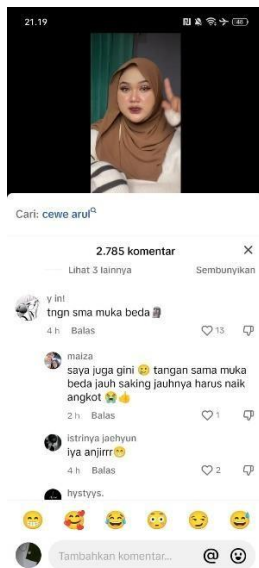 21.19
48
Cari: cewe arul
2.785 komentar
Lihat 3 lainnya Sembunyikan
y in!
tngn sma muka beda🗿
4 h Balas 13
maiza
saya juga gini 🥲 tangan sama muka
beda jauh saking jauhnya harus naik
angkot 😭👍
2 h Balas 1
istrinya jaehyun
iya anjirrr😬
4 h Balas 2
hystyys.
Tambahkan komentar...